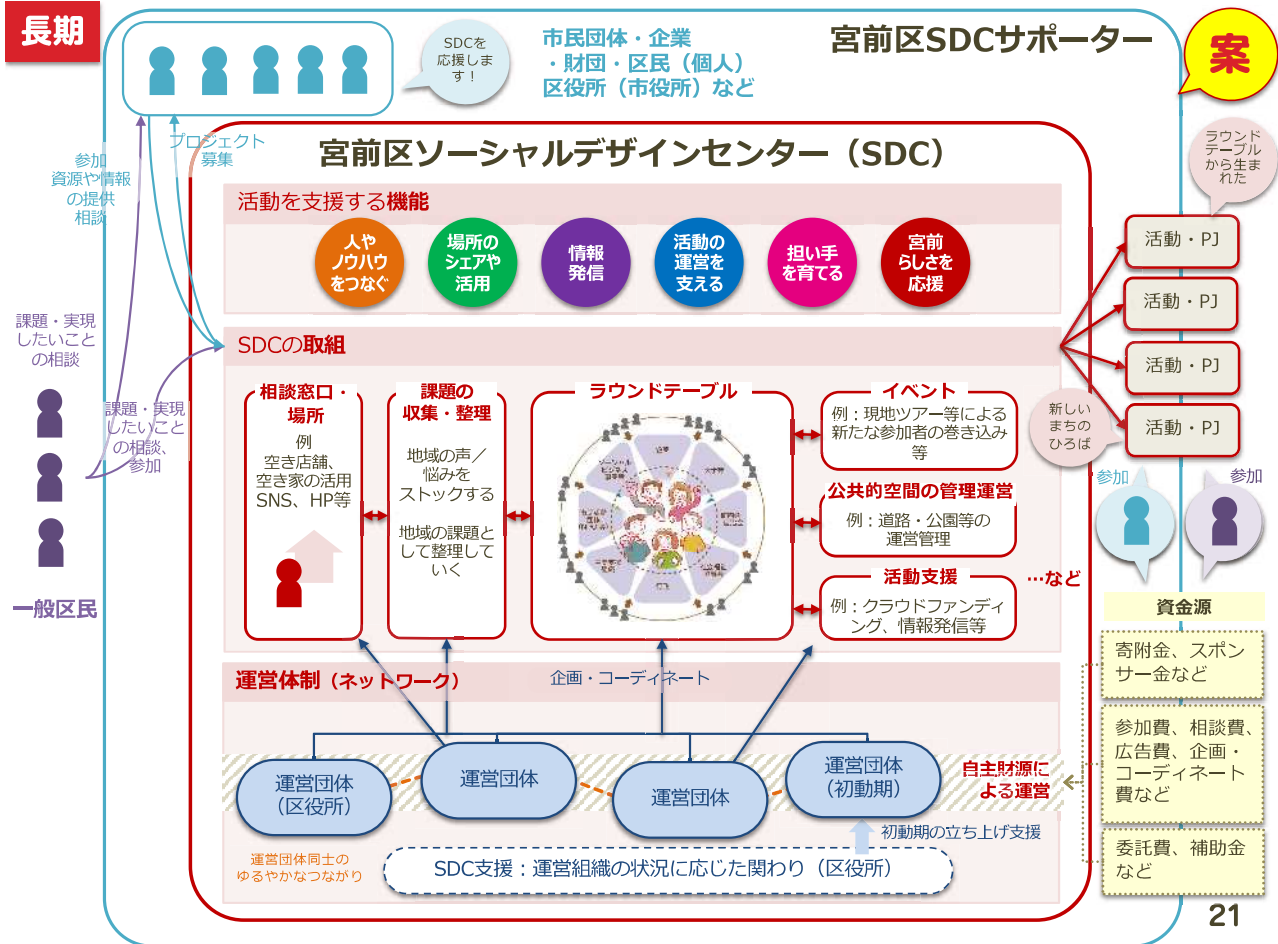 長期
SDCを
応援しま
す！
市民団体・企業
・財団・区民（個人）
区役所（市役所）など
宮前区SDCサポーター
案
プロジェクト
募集
参加
資源や情報
の提供
相談
宮前区ソーシャルデザインセンター（SDC）
ラウンド
テーブル
から生ま
れた
活動を支援する機能
人や
ノウハウ
をつなぐ
場所の
シェアや
活用
情報
発信
活動の
運営を
支える
担い手
を育てる
宮前
らしさを
応援
活動・PJ
活動・PJ
活動・PJ
活動・PJ
課題・実現
したいこと
の相談
課題・実現
したいこと
の相談、
参加
一般区民
SDCの取組
相談窓口・
場所
例
空き店舗、
空き家の活用
SNS、HP等
課題の
収集・整理
地域の声／
悩みを
ストックする
地域の課題と
して整理して
いく
ラウンドテーブル
イベント
例：現地ツアー等による
新たな参加者の巻き込み
等
公共的空間の管理運営
例：道路・公園等の
運営管理
活動支援
例：クラウドファンディ
ング、情報発信等
…など
新しい
まちの
ひろば
参加
参加
運営体制（ネットワーク）
企画・コーディネート
運営団体
（区役所）
運営団体
運営団体
運営団体
（初動期）
自主財源に
よる運営
初動期の立ち上げ支援
運営団体同士の
ゆるやかなつながり
SDC支援：運営組織の状況に応じた関わり（区役所）
資金源
寄附金、スポン
サー金など
参加費、相談費、
広告費、企画・
コーディネート
費など
委託費、補助金
など
21